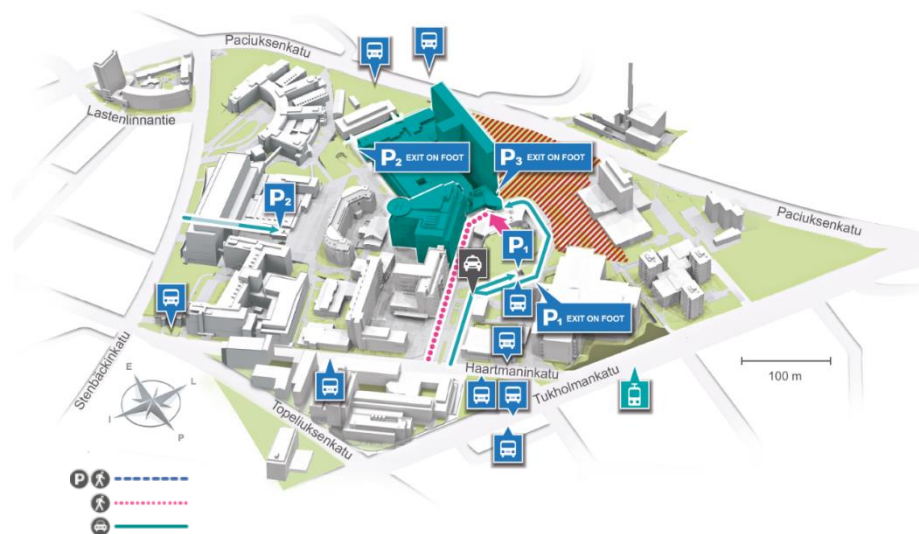 Paciuksenkatu
Lastenlinnantie
P2 EXIT ON FOOT
P3 EXIT ON FOOT
P2
Paciuksenkatu
P1
P1 EXIT ON FOOT
Stenbäckinkatu
Haartmaninkatu
100 m
Tukholmankatu
Topeliuksenkatu
E
L
I
P
P